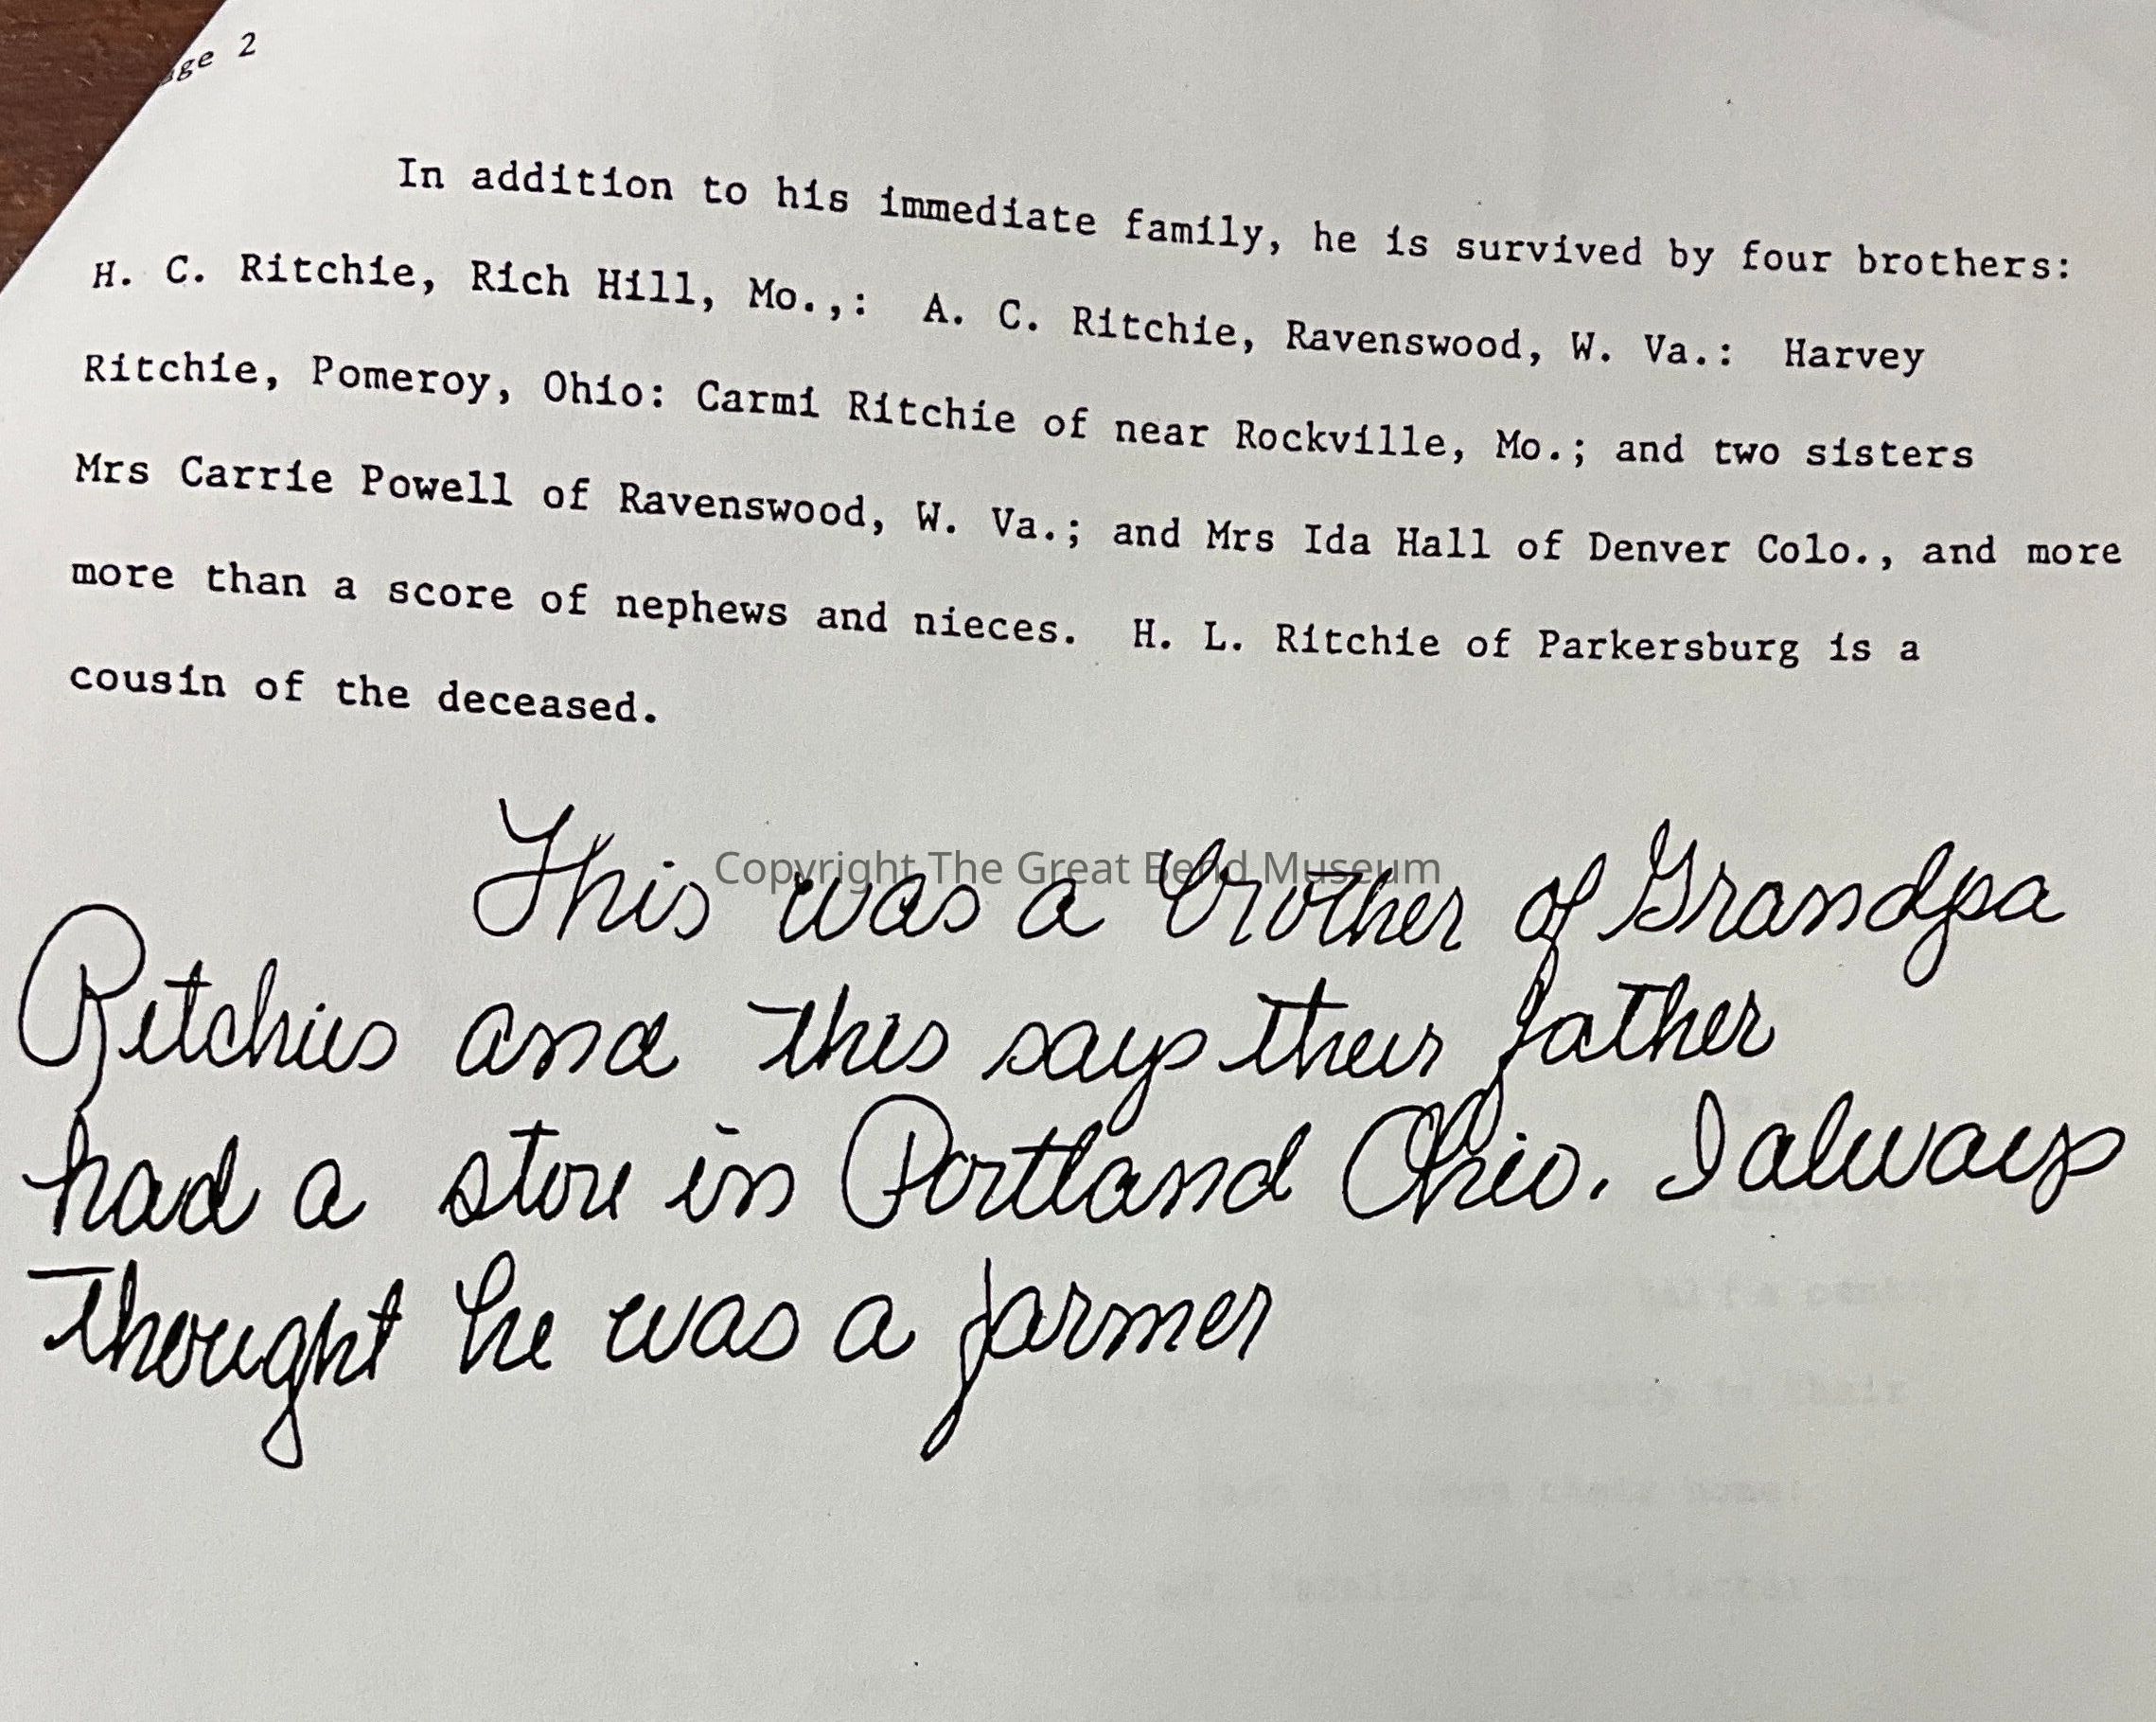 age 2
In addition to his immediate family, he is survived by four brothers:
H. C. Ritchie, Rich Hill, Mo.,: A. C. Ritchie, Ravenswood, W. Va.: Harvey
Ritchie, Pomeroy, Ohio: Carmi Ritchie of near Rockville, Mo.; and two sisters
Mrs Carrie Powell of Ravenswood, W. Va.; and Mrs Ida Hall of Denver Colo., and more
more than a score of nephews and nieces. H. L. Ritchie of Parkersburg is a
cousin of the deceased.
Copyright The Great Bend Museum
This was a brother of Grandpa
Ritchies and this says their father
had a store in Portland Ohio. I always
thought he was a farmer